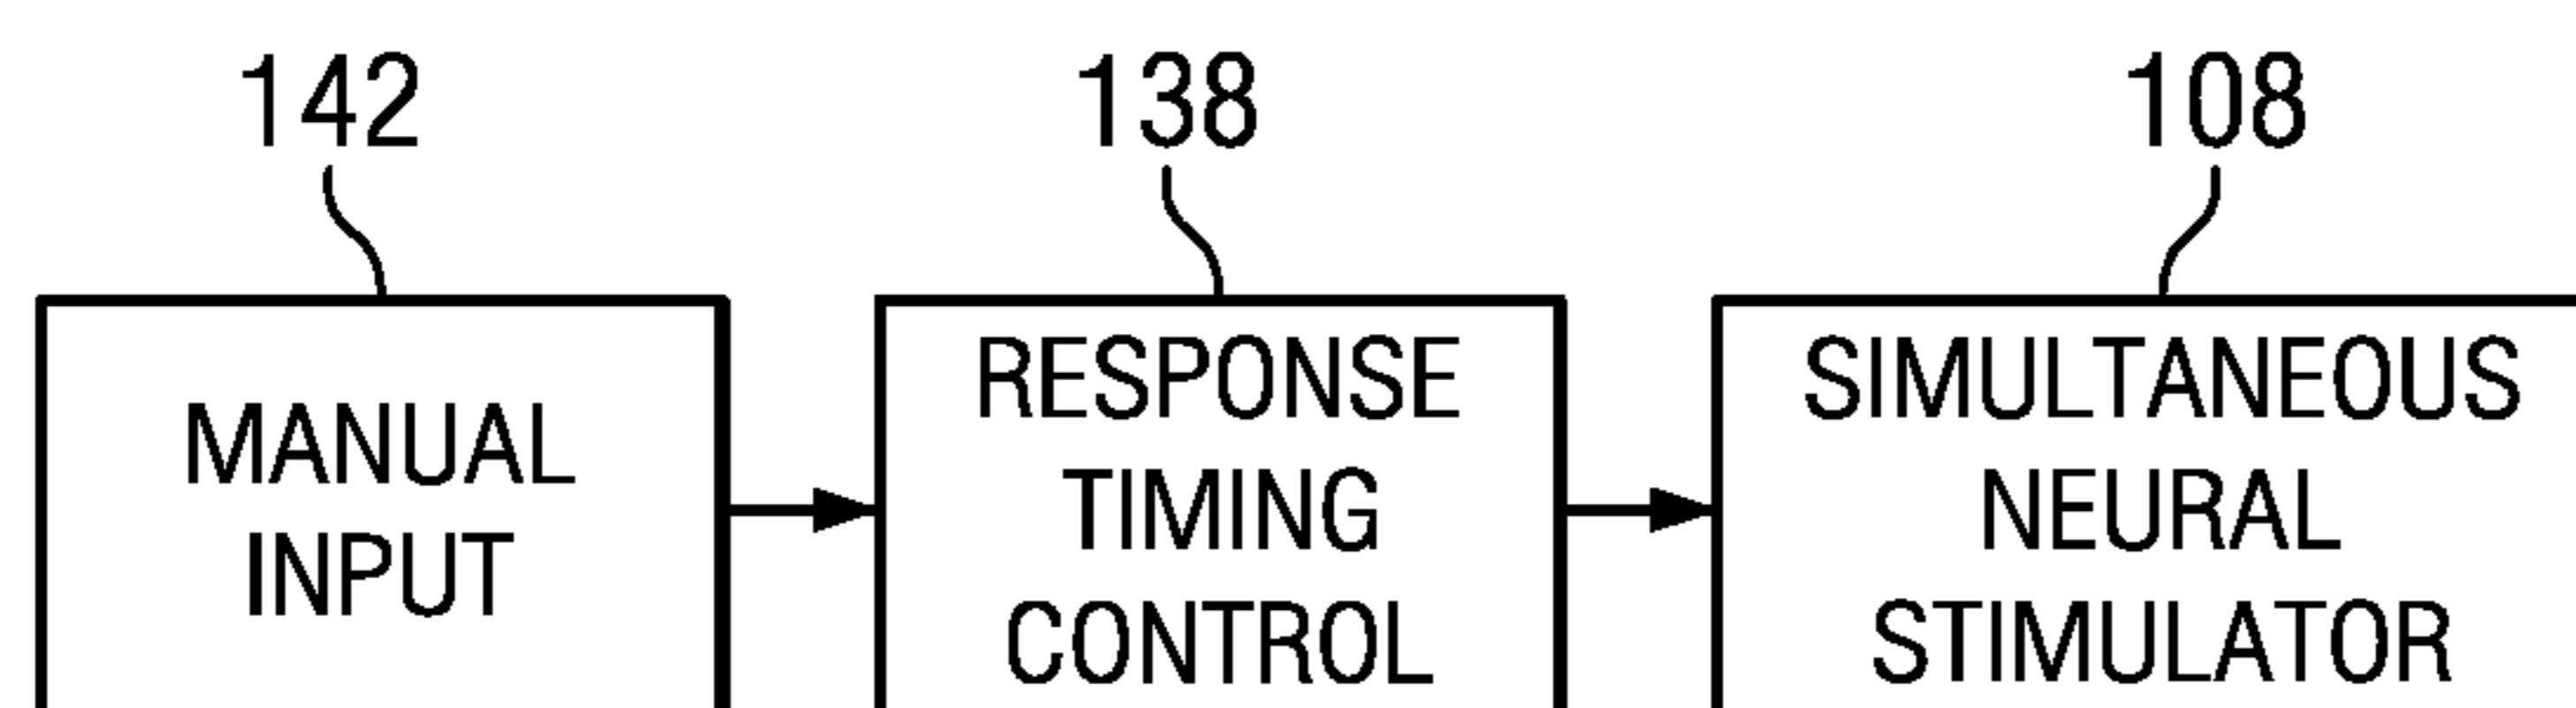 142
138
108
MANUAL
INPUT
RESPONSE
TIMING
CONTROL
SIMULTANEOUS
NEURAL
STIMULATOR